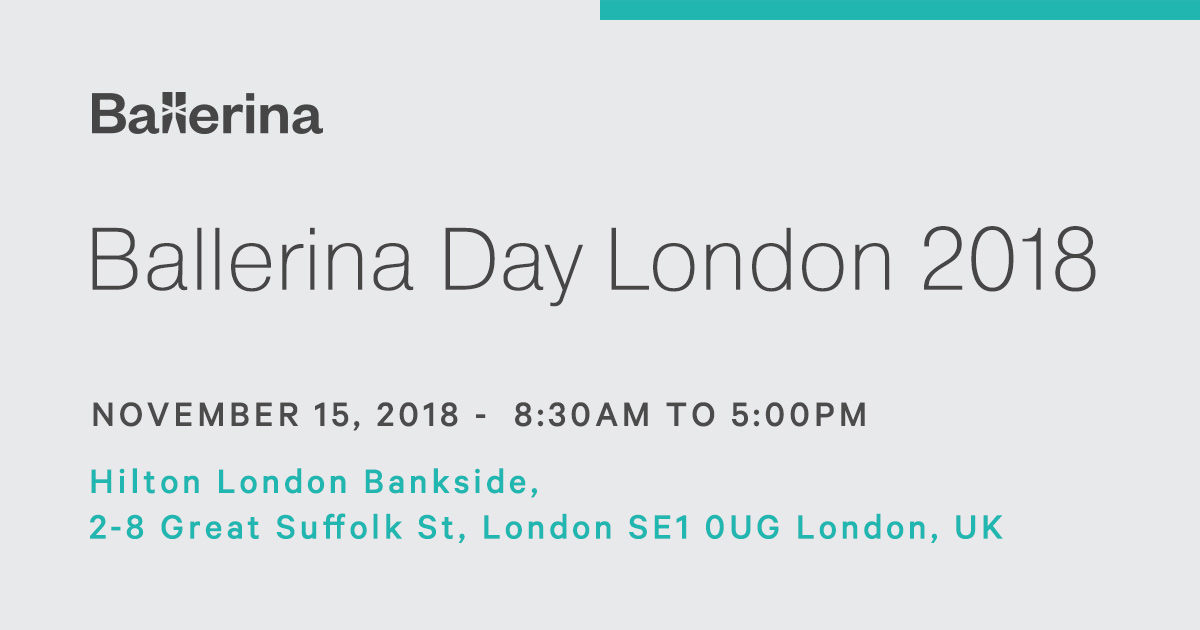 Ballerina
Ballerina Day London 2018
NOVEMBER 15, 2018 - 8:30AM TO 5:00PM
Hilton London Bankside,
2-8 Great Suffolk St, London SE1 0UG London, UK